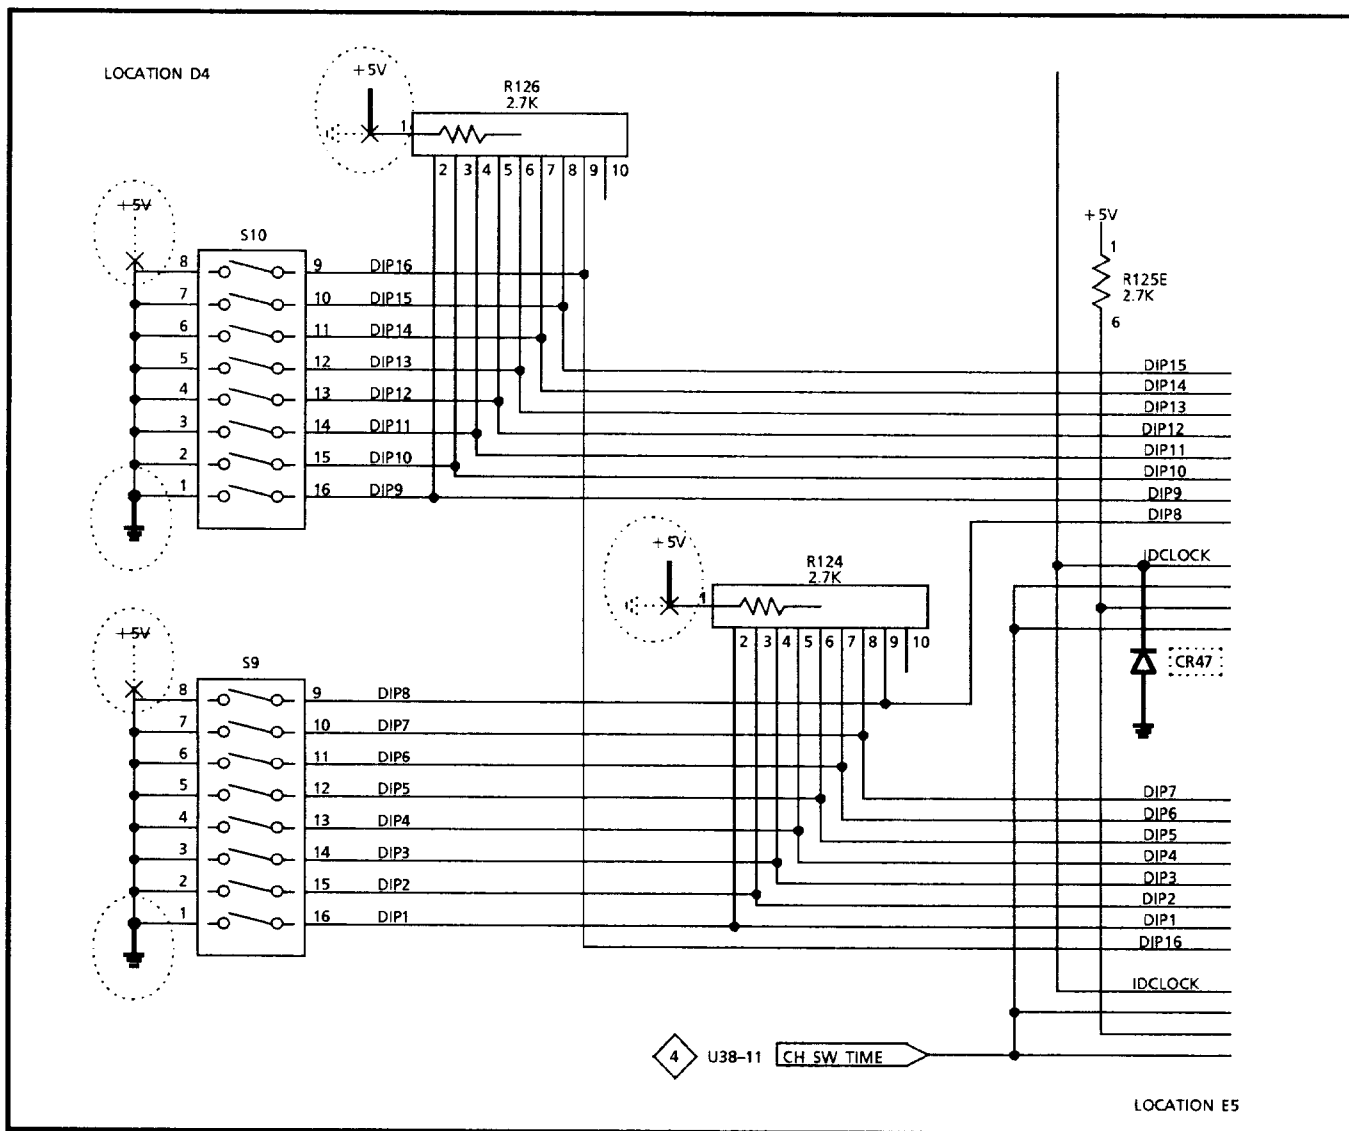 LOCATION D4
+5V
R126
2.7K
1
2 3 4 5 6 7 8 9 10
+5V
S10
8 9 DIP16
7 10 DIP15
6 11 DIP14
5 12 DIP13
4 13 DIP12
3 14 DIP11
2 15 DIP10
1 16 DIP9
+5V
1
R125E
2.7K
6
DIP15
DIP14
DIP13
DIP12
DIP11
DIP10
DIP9
DIP8
IDCLOCK
+5V
R124
2.7K
1
2 3 4 5 6 7 8 9 10
CR47
+5V
S9
8 9 DIP8
7 10 DIP7
6 11 DIP6
5 12 DIP5
4 13 DIP4
3 14 DIP3
2 15 DIP2
1 16 DIP1
DIP7
DIP6
DIP5
DIP4
DIP3
DIP2
DIP1
DIP16
IDCLOCK
4 U38-11 CH SW TIME
LOCATION E5